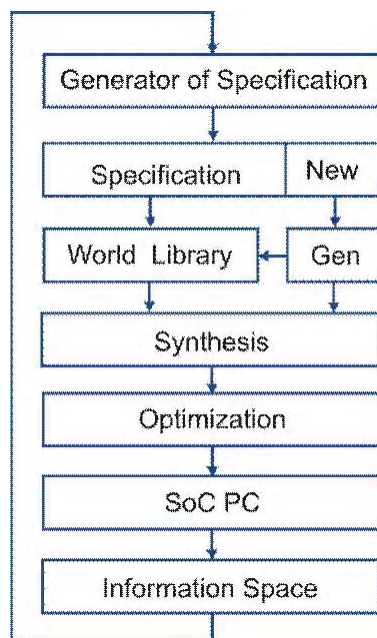 Generator of Specification
Specification New
World Library Gen
Synthesis
Optimization
SoC PC
Information Space